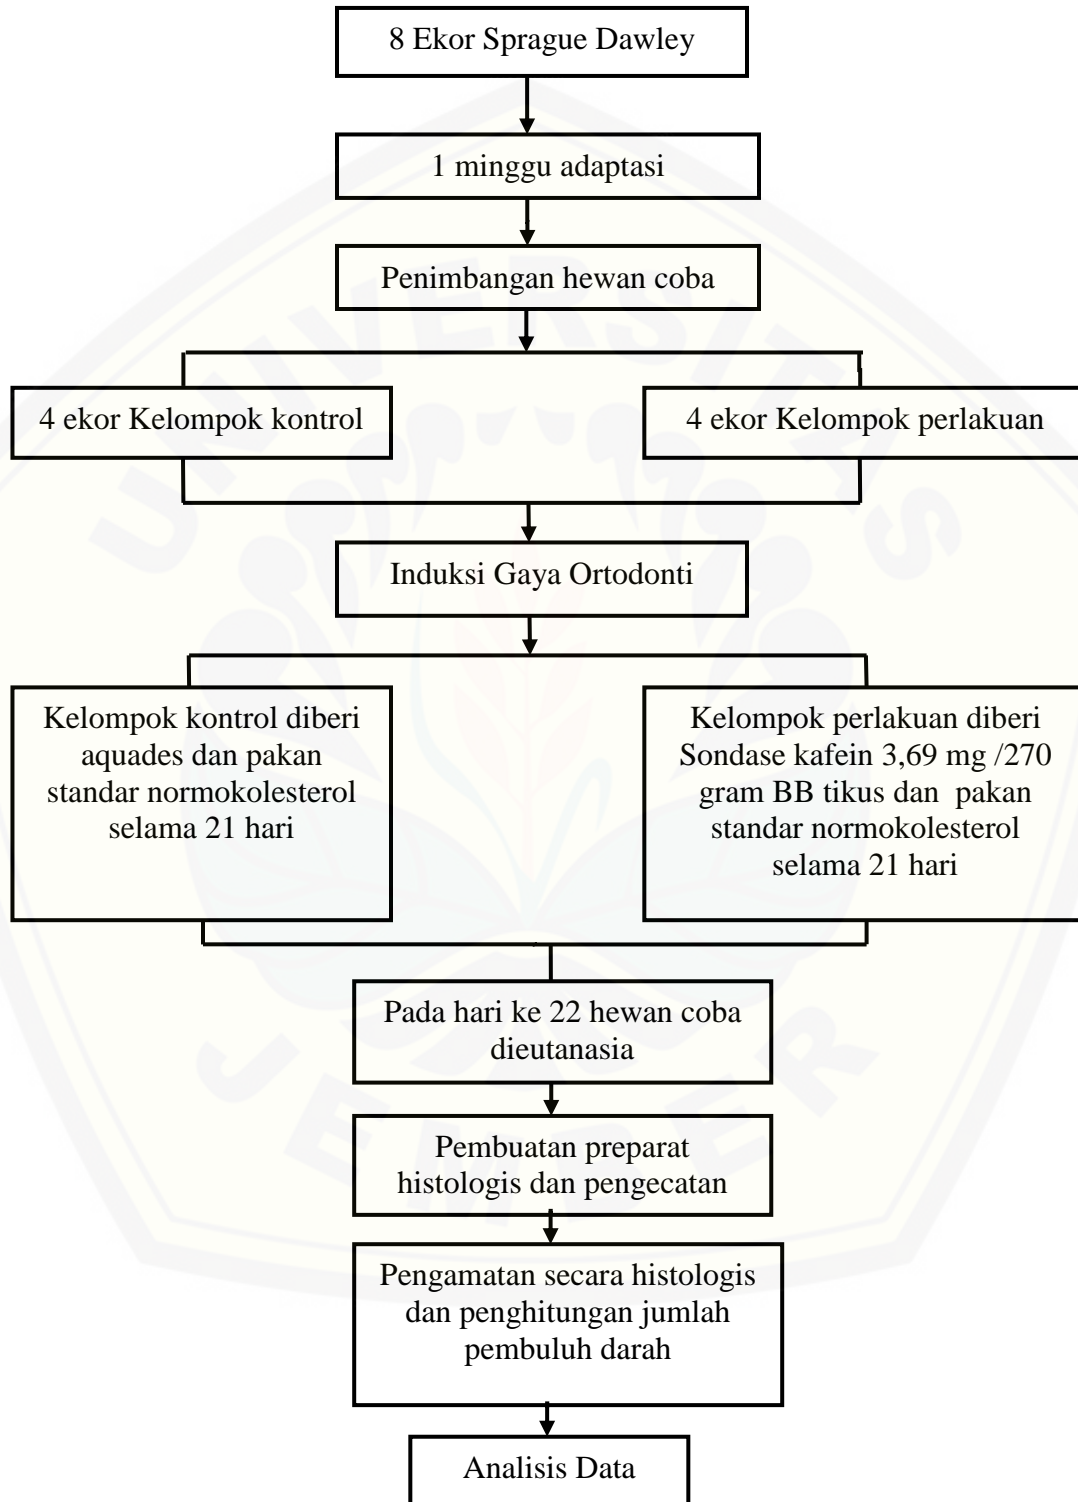 8 Ekor Sprague Dawley
1 minggu adaptasi
Penimbangan hewan coba
4 ekor Kelompok kontrol
4 ekor Kelompok perlakuan
Induksi Gaya Ortodonti
Kelompok kontrol diberi
aquades dan pakan
standar normokolesterol
selama 21 hari
Kelompok perlakuan diberi
Sondase kafein 3,69 mg /270
gram BB tikus dan pakan
standar normokolesterol
selama 21 hari
Pada hari ke 22 hewan coba
dieutanasia
Pembuatan preparat
histologis dan pengecatan
Pengamatan secara histologis
dan penghitungan jumlah
pembuluh darah
Analisis Data
UNIVERSITAS
JEMBER